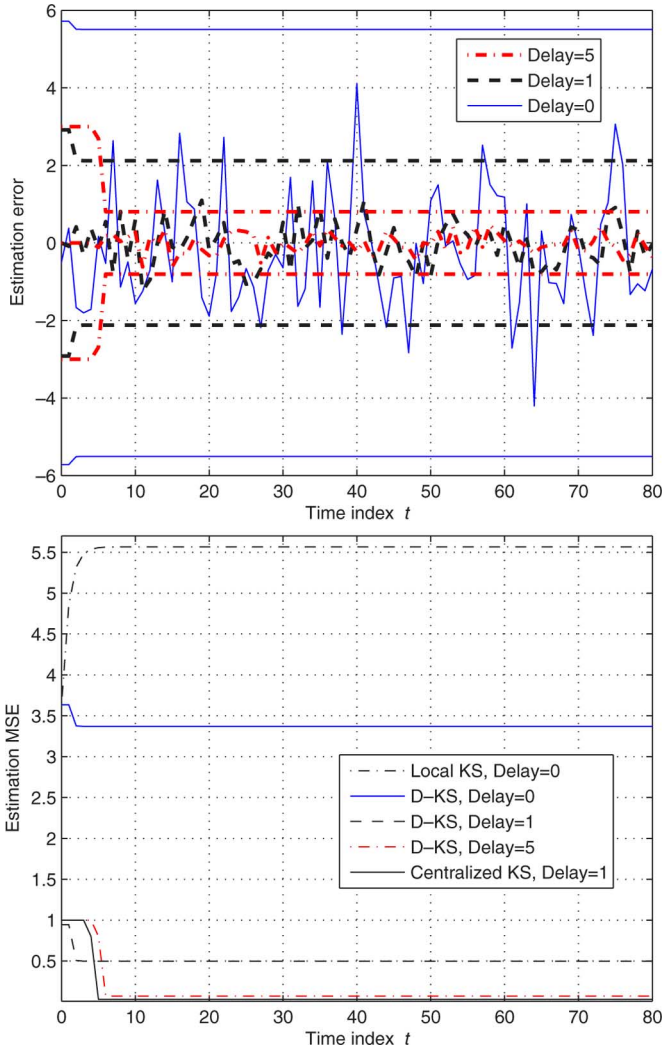 6
4
2
0
–2
–4
–6
Estimation error
Delay=5
Delay=1
Delay=0
0 10 20 30 40 50 60 70 80
Time index t
5.5
5
4.5
4
3.5
3
2.5
2
1.5
1
0.5
Estimation MSE
Local KS, Delay=0
D–KS, Delay=0
D–KS, Delay=1
D–KS, Delay=5
Centralized KS, Delay=1
0 10 20 30 40 50 60 70 80
Time index t